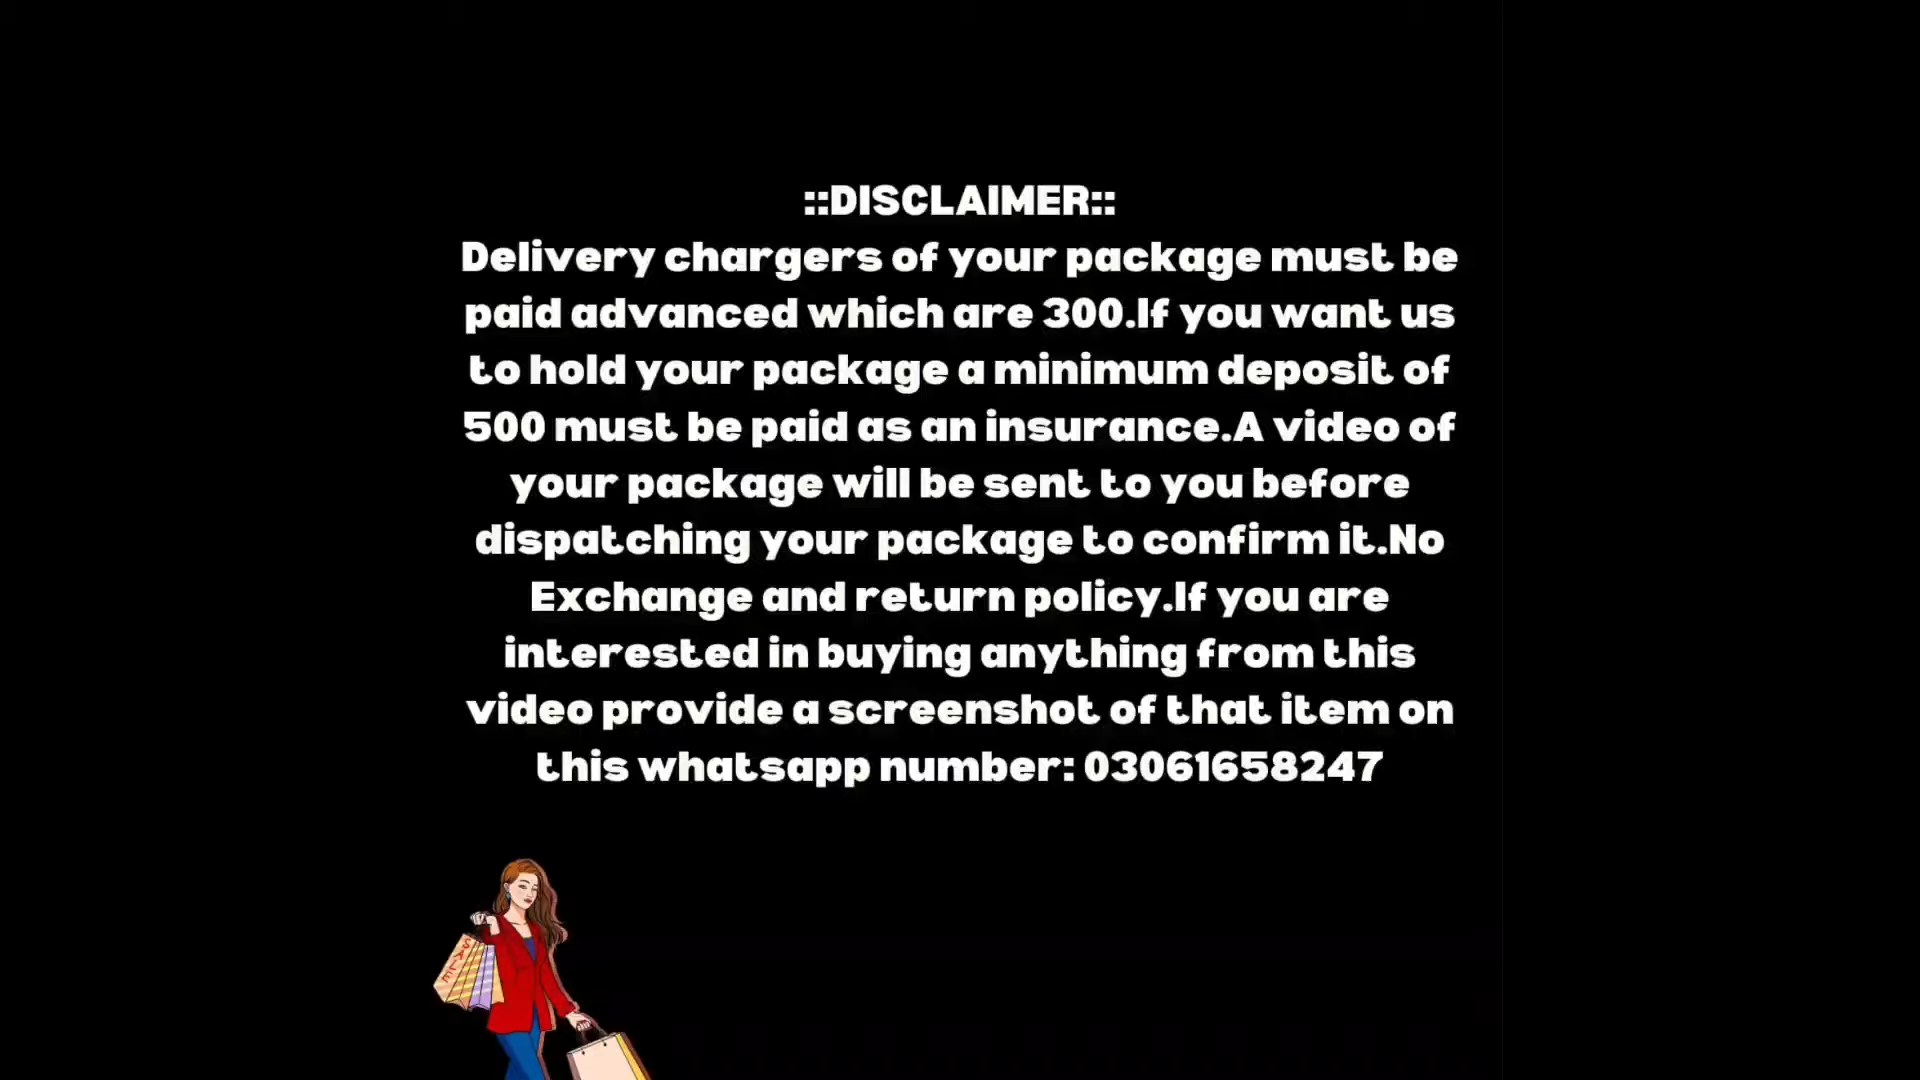 ::DISCLAIMER::
Delivery chargers of your package must be
paid advanced which are 300.If you want us
to hold your package a minimum deposit of
500 must be paid as an insurance.A video of
your package will be sent to you before
dispatching your package to confirm it.No
Exchange and return policy.If you are
interested in buying anything from this
video provide a screenshot of that item on
this whatsapp number: 03061658247
SALE